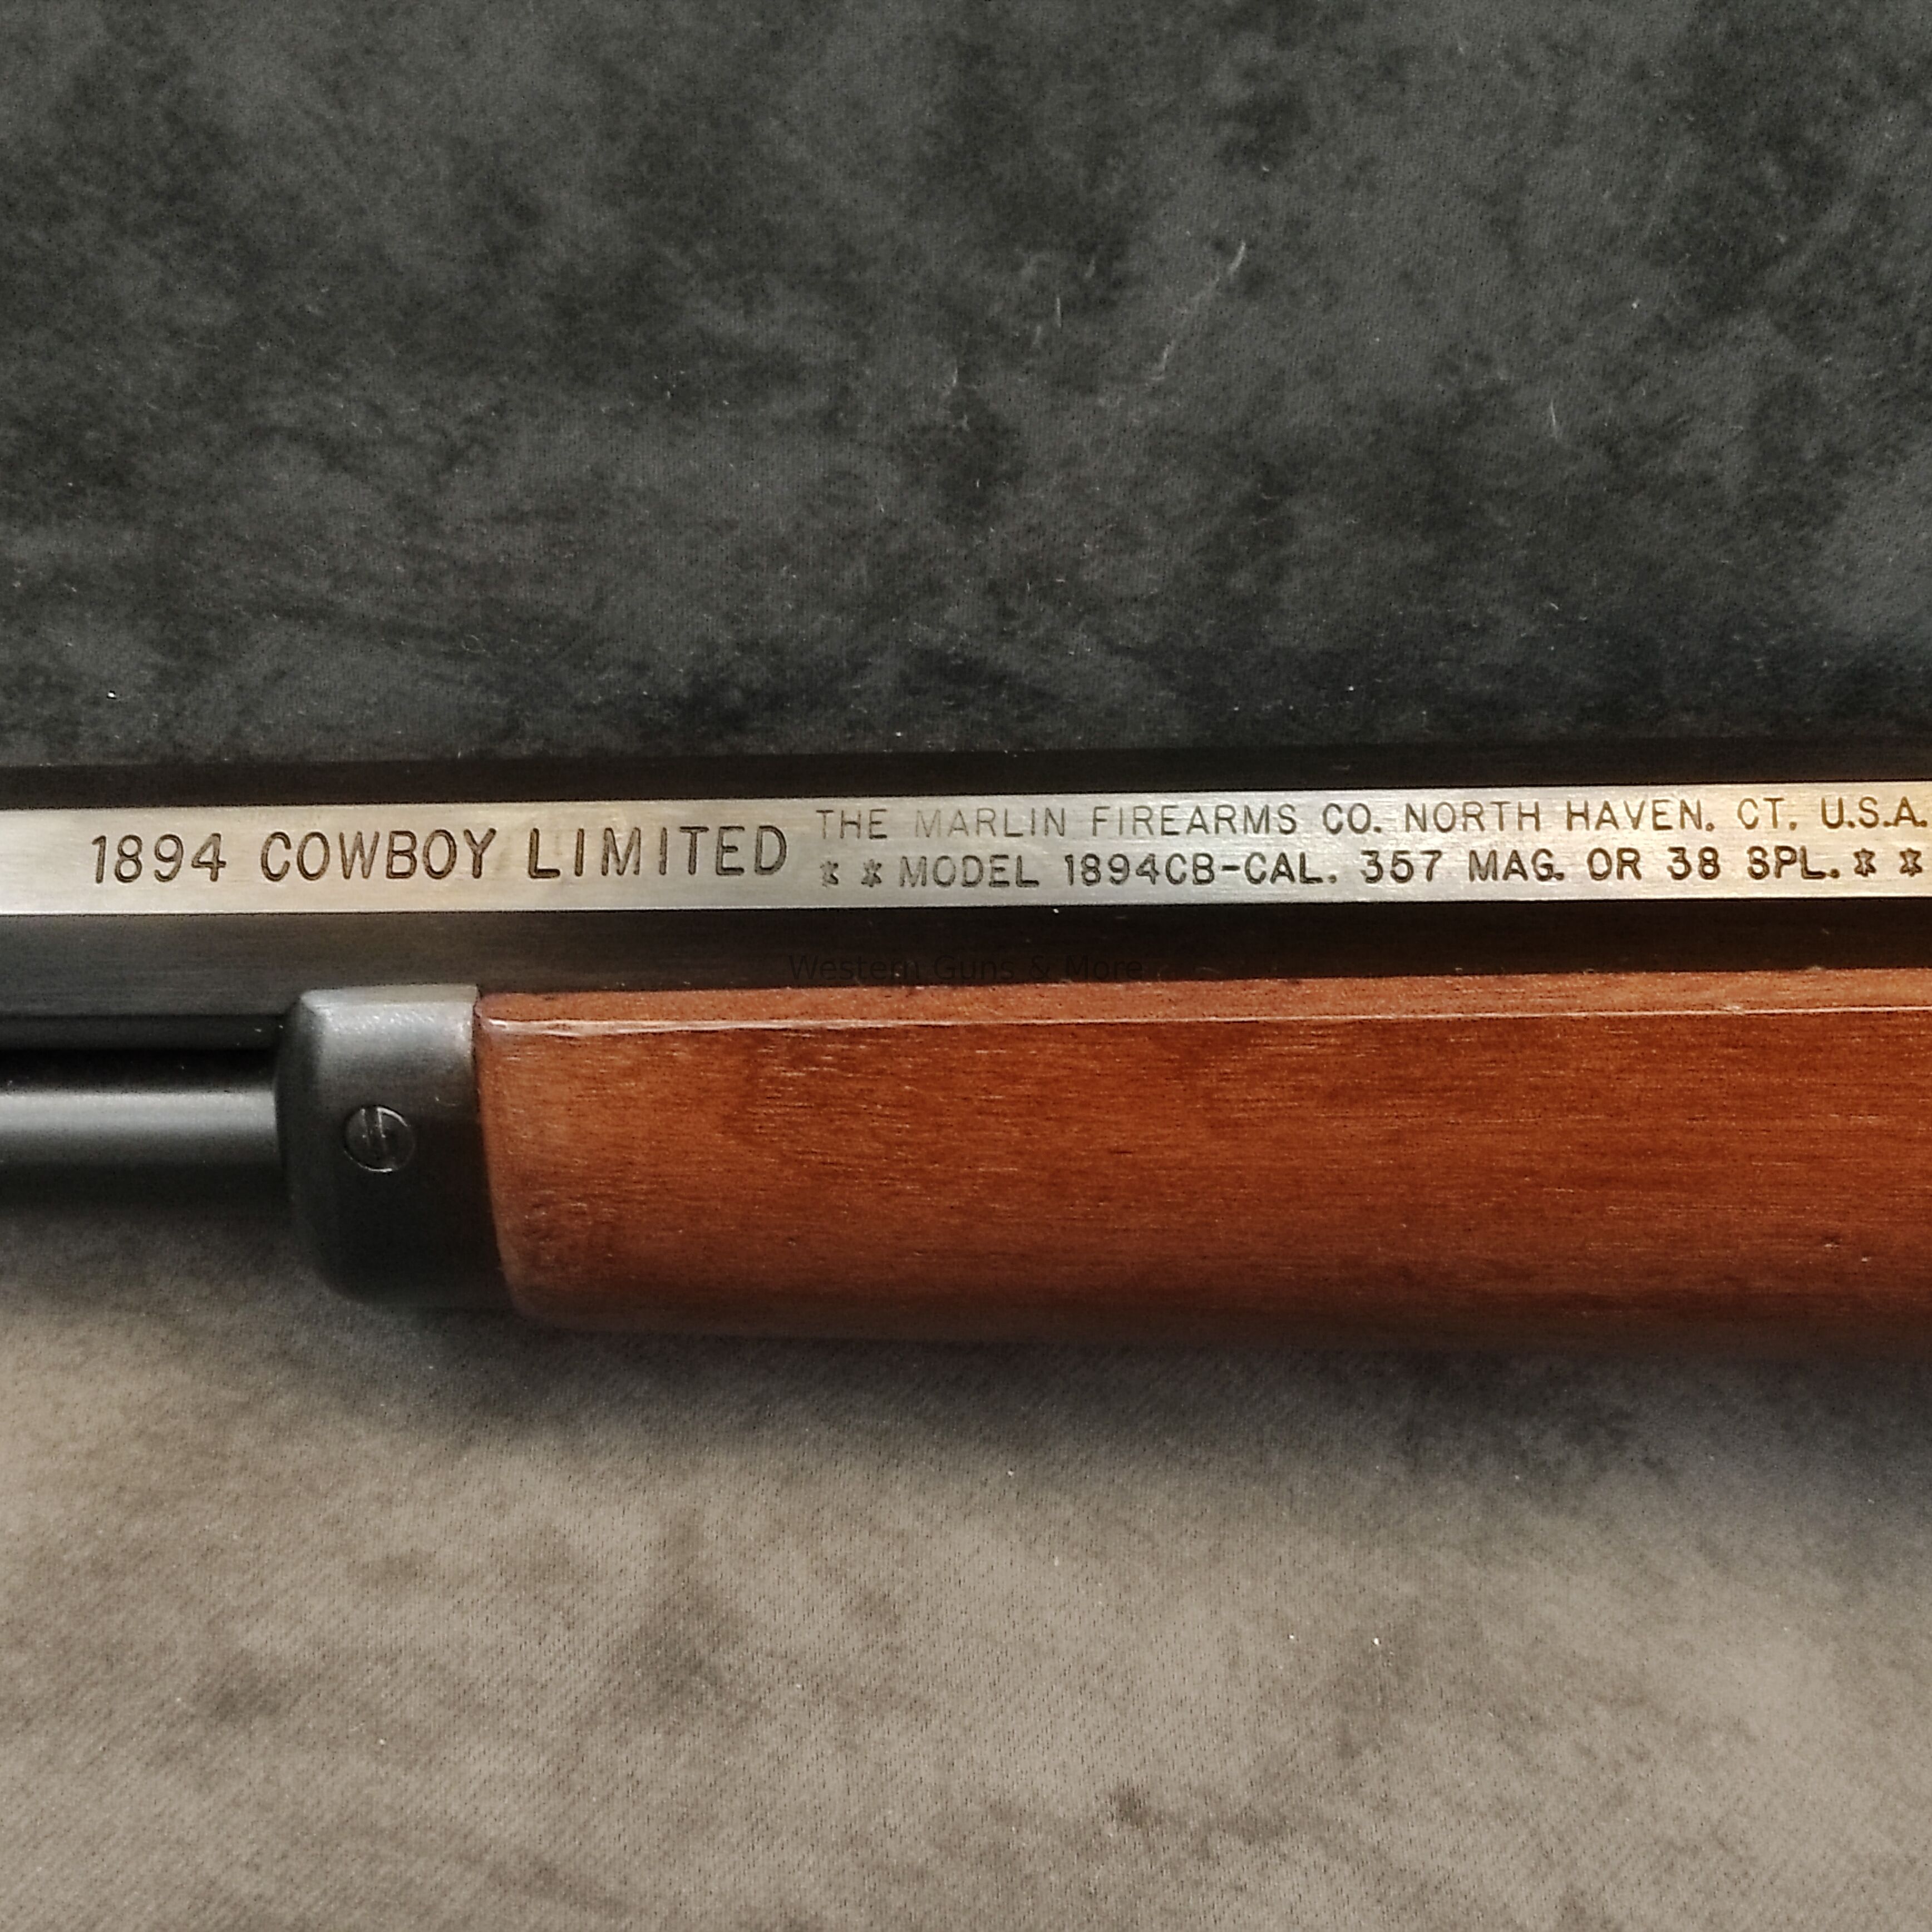 1894 COWBOY LIMITED
THE MARLIN FIREARMS CO. NORTH HAVEN. CT. U.S.A.
* * MODEL 1894CB-CAL. 357 MAG. OR 38 SPL. * *
Western Guns & More